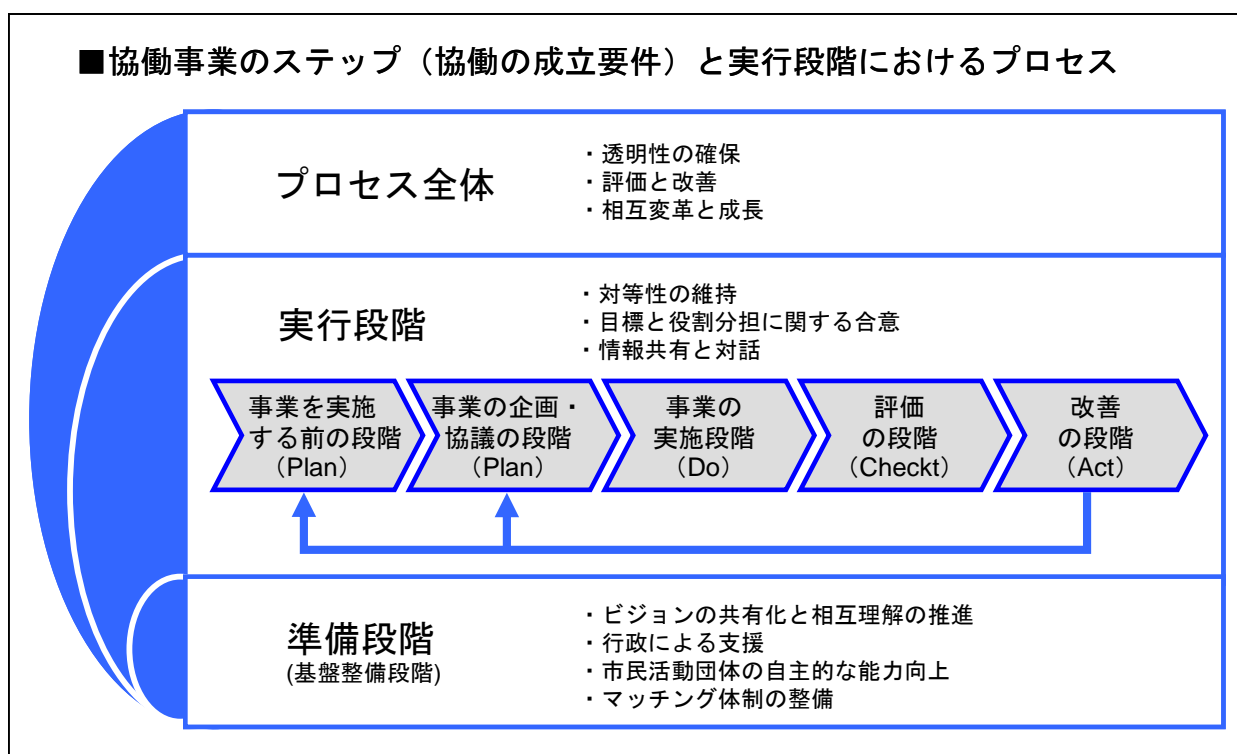 ■協働事業のステップ（協働の成立要件）と実行段階におけるプロセス
プロセス全体
・透明性の確保
・評価と改善
・相互変革と成長
実行段階
・対等性の維持
・目標と役割分担に関する合意
・情報共有と対話
事業を実施
する前の段階
（Plan）
事業の企画・
協議の段階
（Plan）
事業の
実施段階
（Do）
評価
の段階
（Checkt）
改善
の段階
（Act）
準備段階
(基盤整備段階)
・ビジョンの共有化と相互理解の推進
・行政による支援
・市民活動団体の自主的な能力向上
・マッチング体制の整備